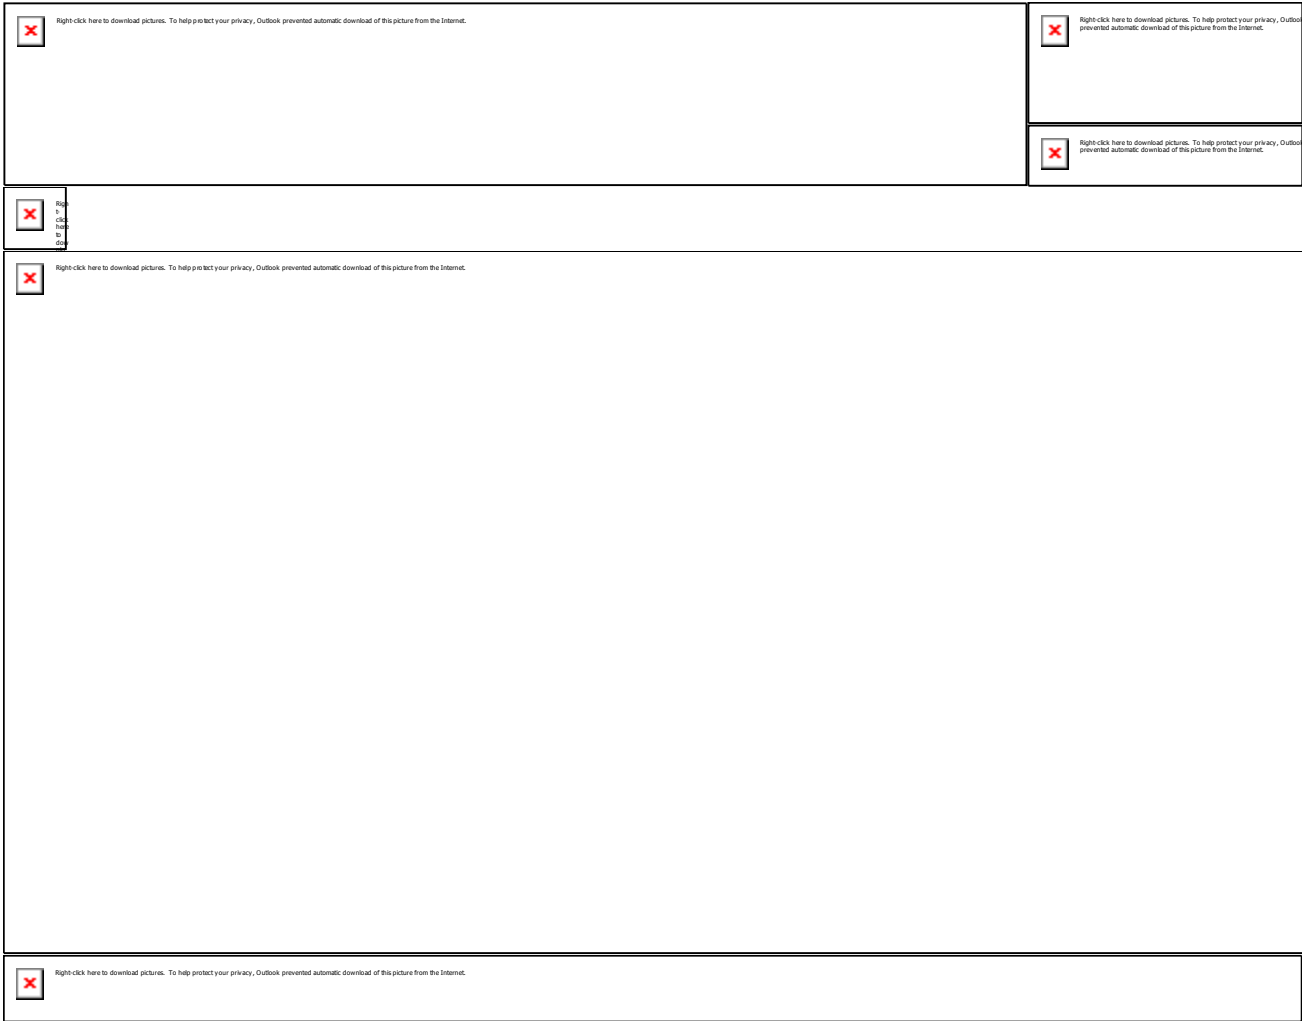 Right-click here to download pictures. To help protect your privacy, Outlook prevented automatic download of this picture from the Internet.
Right-click here to download pictures. To help protect your privacy, Outlook
prevented automatic download of this picture from the Internet.
Right-click here to download pictures. To help protect your privacy, Outlook
prevented automatic download of this picture from the Internet.
Righ
t-
click
here
to
dow
Right-click here to download pictures. To help protect your privacy, Outlook prevented automatic download of this picture from the Internet.
Right-click here to download pictures. To help protect your privacy, Outlook prevented automatic download of this picture from the Internet.